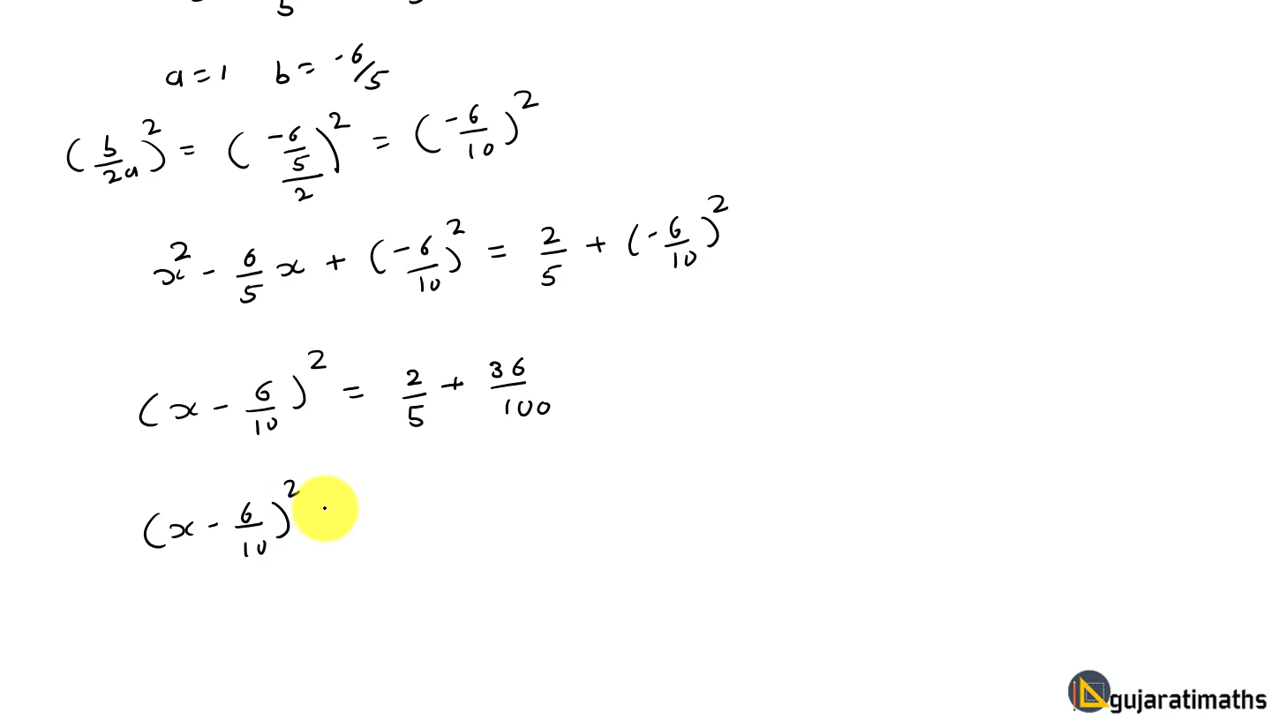 5
a = 1 b = -6/5
(b/2a)² = (-6/5/2)² = (-6/10)²
x² - 6/5 x + (-6/10)² = 2/5 + (-6/10)²
(x - 6/10)² = 2/5 + 36/100
(x - 6/10)²
gujaratimaths